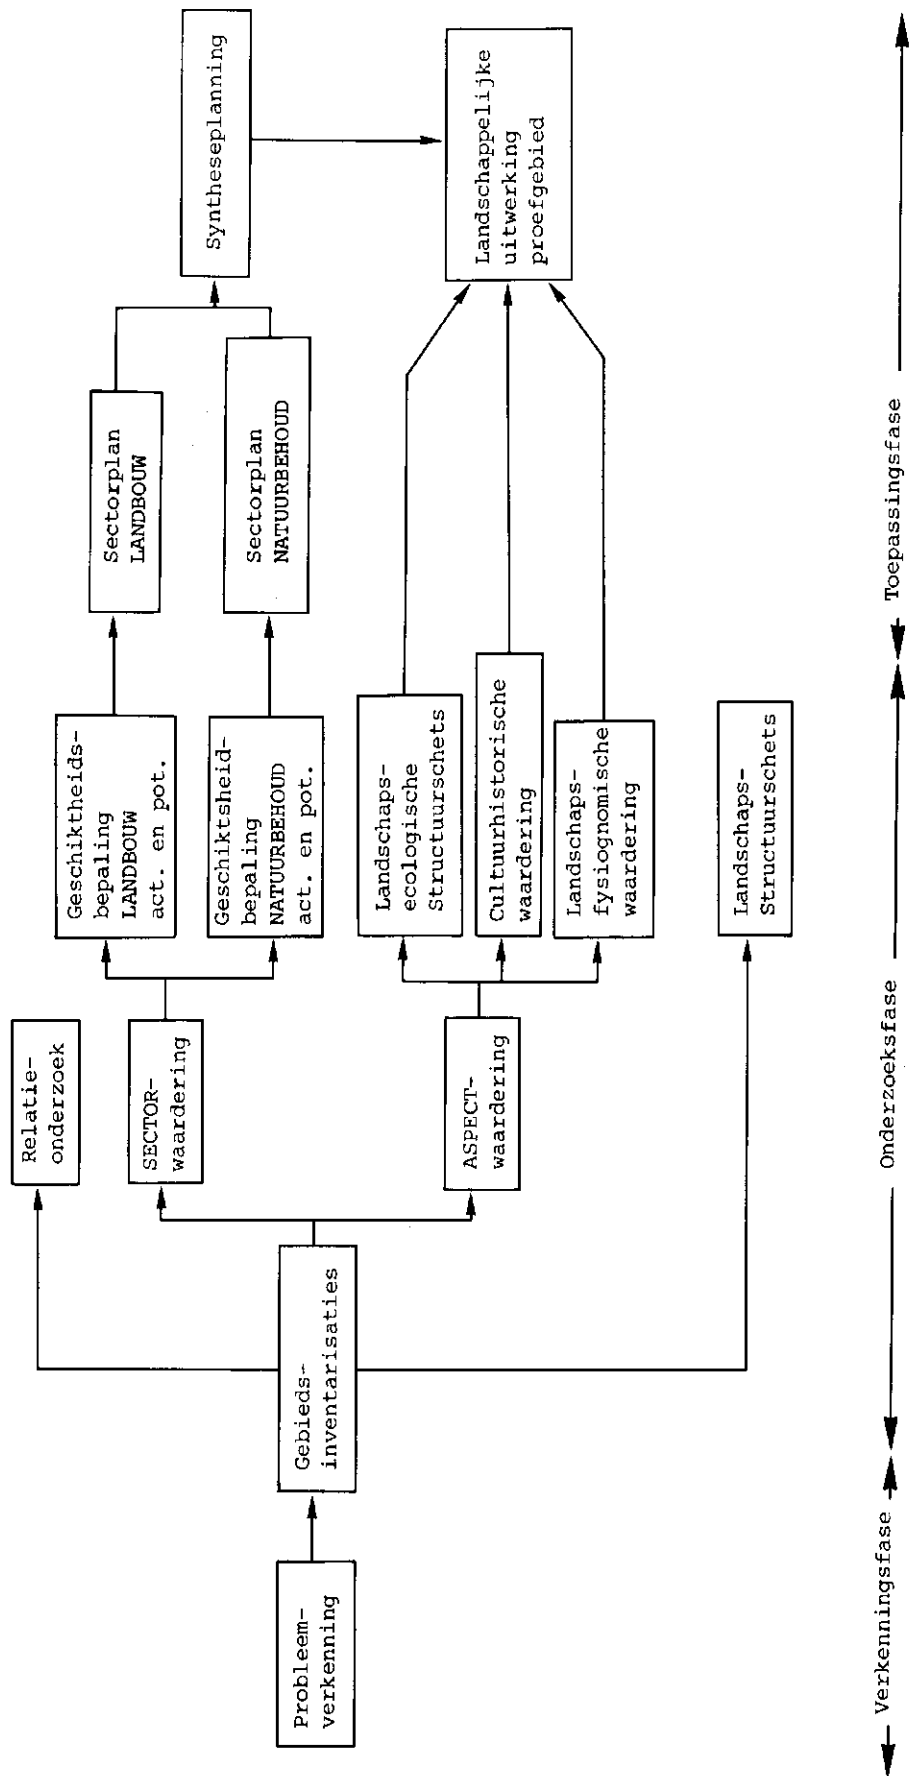 Probleem-
verkenning
Gebieds-
inventarisaties
Relatie-
onderzoek
SECTOR-
waardering
ASPECT-
waardering
Geschiktheids-
bepaling
LANDBOUW
act. en pot.
Geschiktsheid-
bepaling
NATUURBEHOUD
act. en pot.
Landschaps-
ecologische
Structuurschets
Cultuurhistorische
waardering
Landschaps-
fysiognomische
waardering
Landschaps-
Structuurschets
Sectorplan
LANDBOUW
Sectorplan
NATUURBEHOUD
Syntheseplanning
Landschappelijke
uitwerking
proefgebied
Verkenningsfase
Onderzoeksfase
Toepassingsfase